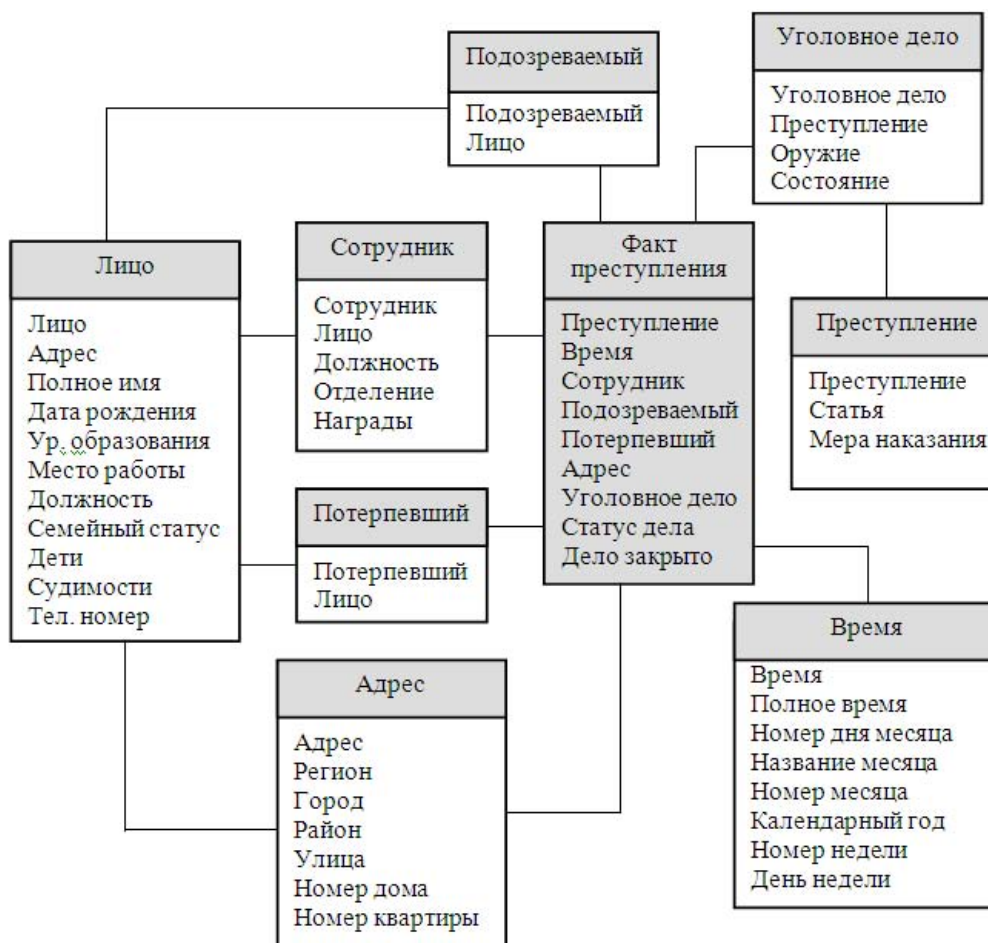 Подозреваемый
Подозреваемый
Лицо
Уголовное дело
Уголовное дело
Преступление
Оружие
Состояние
Лицо
Лицо
Адрес
Полное имя
Дата рождения
Ур. образования
Место работы
Должность
Семейный статус
Дети
Судимости
Тел. номер
Сотрудник
Сотрудник
Лицо
Должность
Отделение
Награды
Факт
преступления
Преступление
Время
Сотрудник
Подозреваемый
Потерпевший
Адрес
Уголовное дело
Статус дела
Дело закрыто
Преступление
Преступление
Статья
Мера наказания
Потерпевший
Потерпевший
Лицо
Адрес
Адрес
Регион
Город
Район
Улица
Номер дома
Номер квартиры
Время
Время
Полное время
Номер дня месяца
Название месяца
Номер месяца
Календарный год
Номер недели
День недели